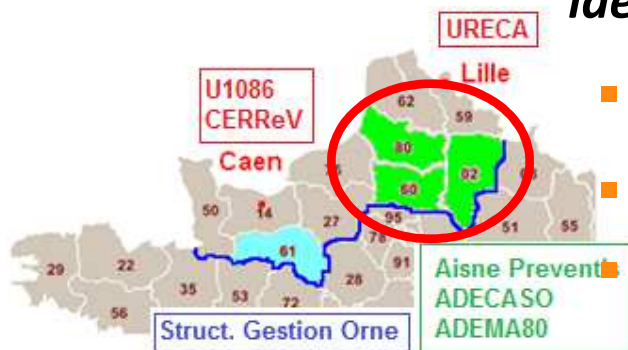 Ide
URECA
Lille
U1086
CERReV
Caen
62
59
80
02
60
50
14
27
95
78
51
55
61
91
29
22
35
53
72
28
56
Aisne Preventis
ADECASO
ADEMA80
Struct. Gestion Orne